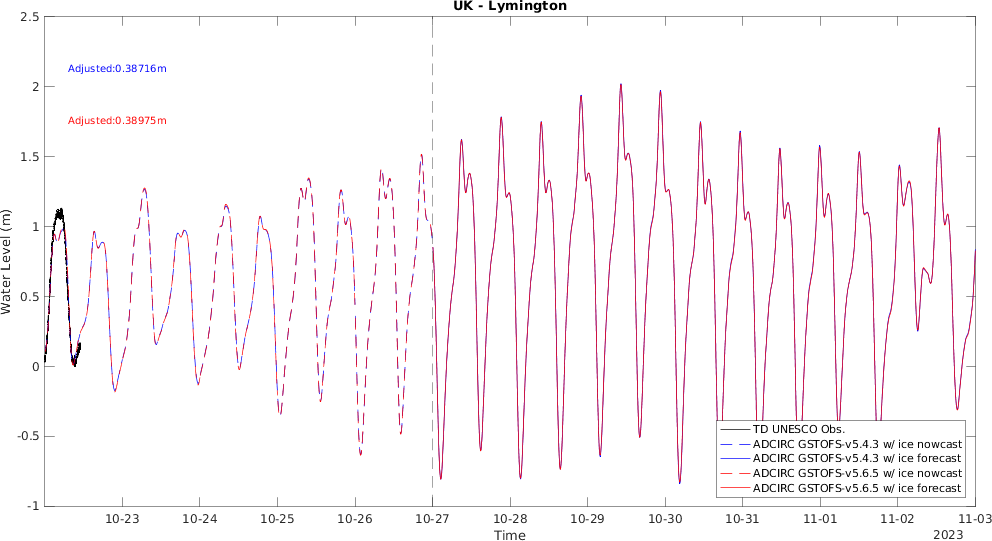 UK - Lymington
2.5
2
1.5
1
0.5
0
-0.5
-1
Water Level (m)
Adjusted:0.38716m
Adjusted:0.38975m
TD UNESCO Obs.
ADCIRC GSTOFS-v5.4.3 w/ ice nowcast
ADCIRC GSTOFS-v5.4.3 w/ ice forecast
ADCIRC GSTOFS-v5.6.5 w/ ice nowcast
ADCIRC GSTOFS-v5.6.5 w/ ice forecast
10-23 10-24 10-25 10-26 10-27 10-28 10-29 10-30 10-31 11-01 11-02 11-03
Time
2023